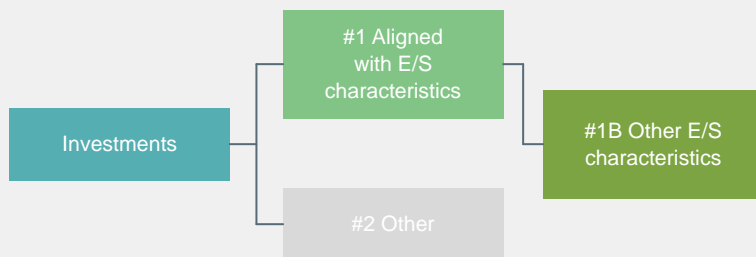 #1 Aligned
with E/S
characteristics
Investments
#1B Other E/S
characteristics
#2 Other